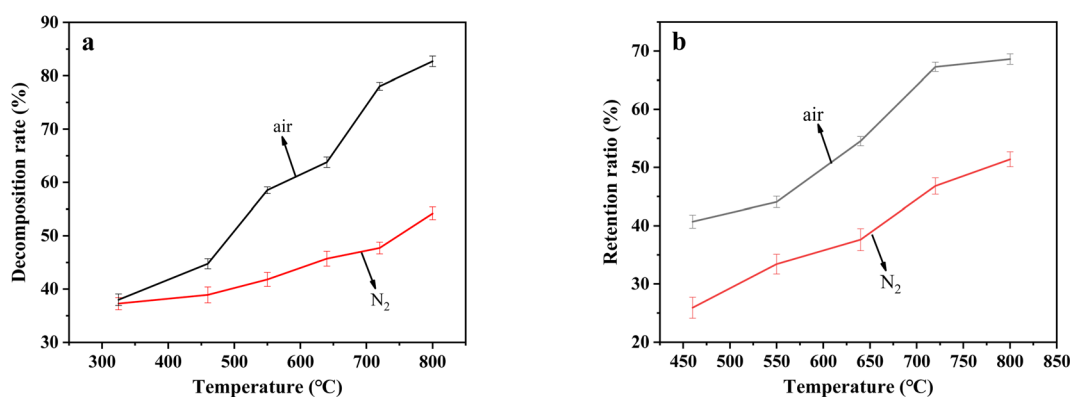 a
Decomposition rate (%)
90
80
70
60
50
40
30
air
N₂
300 400 500 600 700 800
Temperature (℃)
b
Retention ratio (%)
70
60
50
40
30
20
air
N₂
450 500 550 600 650 700 750 800 850
Temperature (℃)